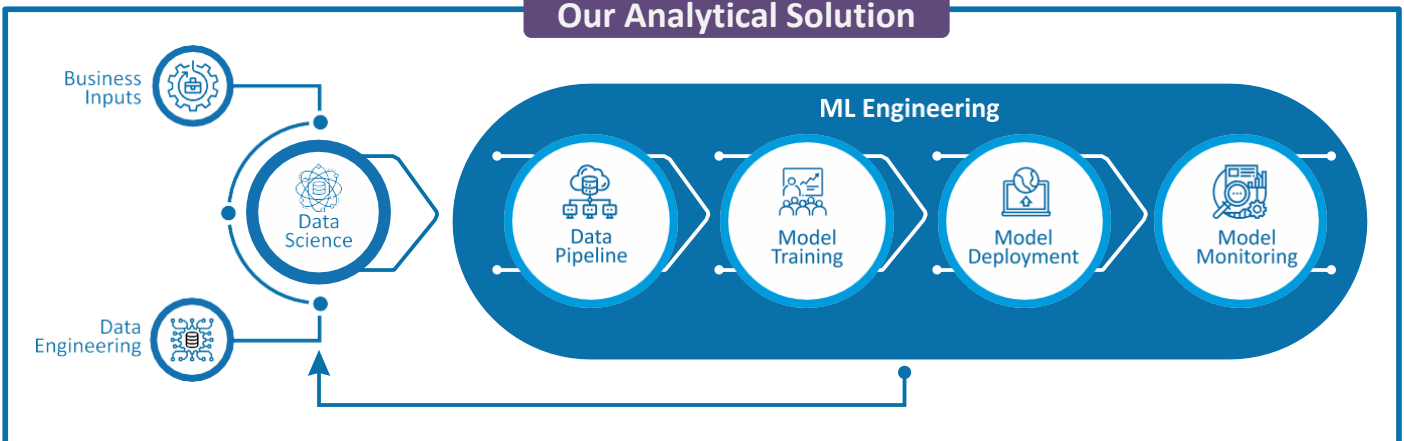 Our Analytical Solution
Business
Inputs
ML Engineering
Data
Science
Data
Pipeline
Model
Training
Model
Deployment
Model
Monitoring
Data
Engineering